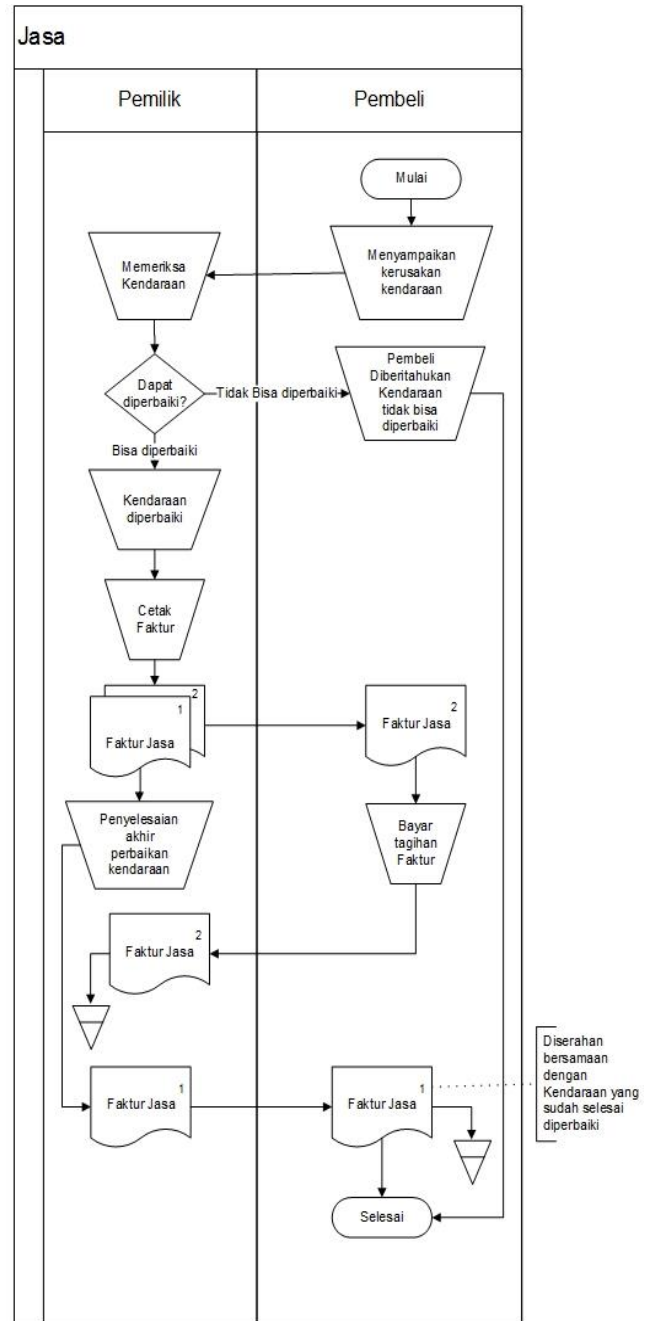 Jasa
Pemilik
Pembeli
Mulai
Menyampaikan
kerusakan
kendaraan
Memeriksa
Kendaraan
Dapat
diperbaiki?
Tidak Bisa diperbaiki
Pembeli
Diberitahukan
Kendaraan
tidak bisa
diperbaiki
Bisa diperbaiki
Kendaraan
diperbaiki
Cetak
Faktur
2
1
Faktur Jasa
2
Faktur Jasa
Penyelesaian
akhir
perbaikan
kendaraan
Bayar
tagihan
Faktur
2
Faktur Jasa
1
Faktur Jasa
1
Faktur Jasa
Diserahan
bersamaan
dengan
Kendaraan yang
sudah selesai
diperbaiki
Selesai